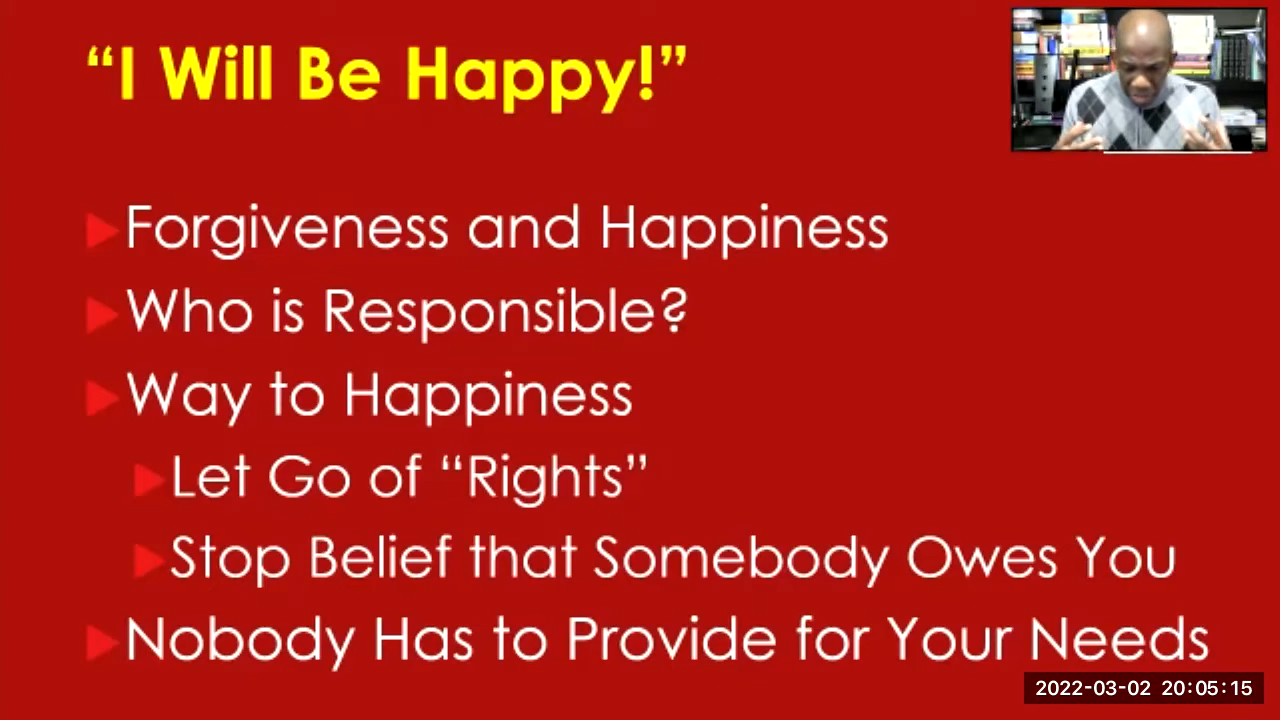 “I Will Be Happy!”
Forgiveness and Happiness
Who is Responsible?
Way to Happiness
Let Go of “Rights”
Stop Belief that Somebody Owes You
Nobody Has to Provide for Your Needs
2022-03-02 20:05:15